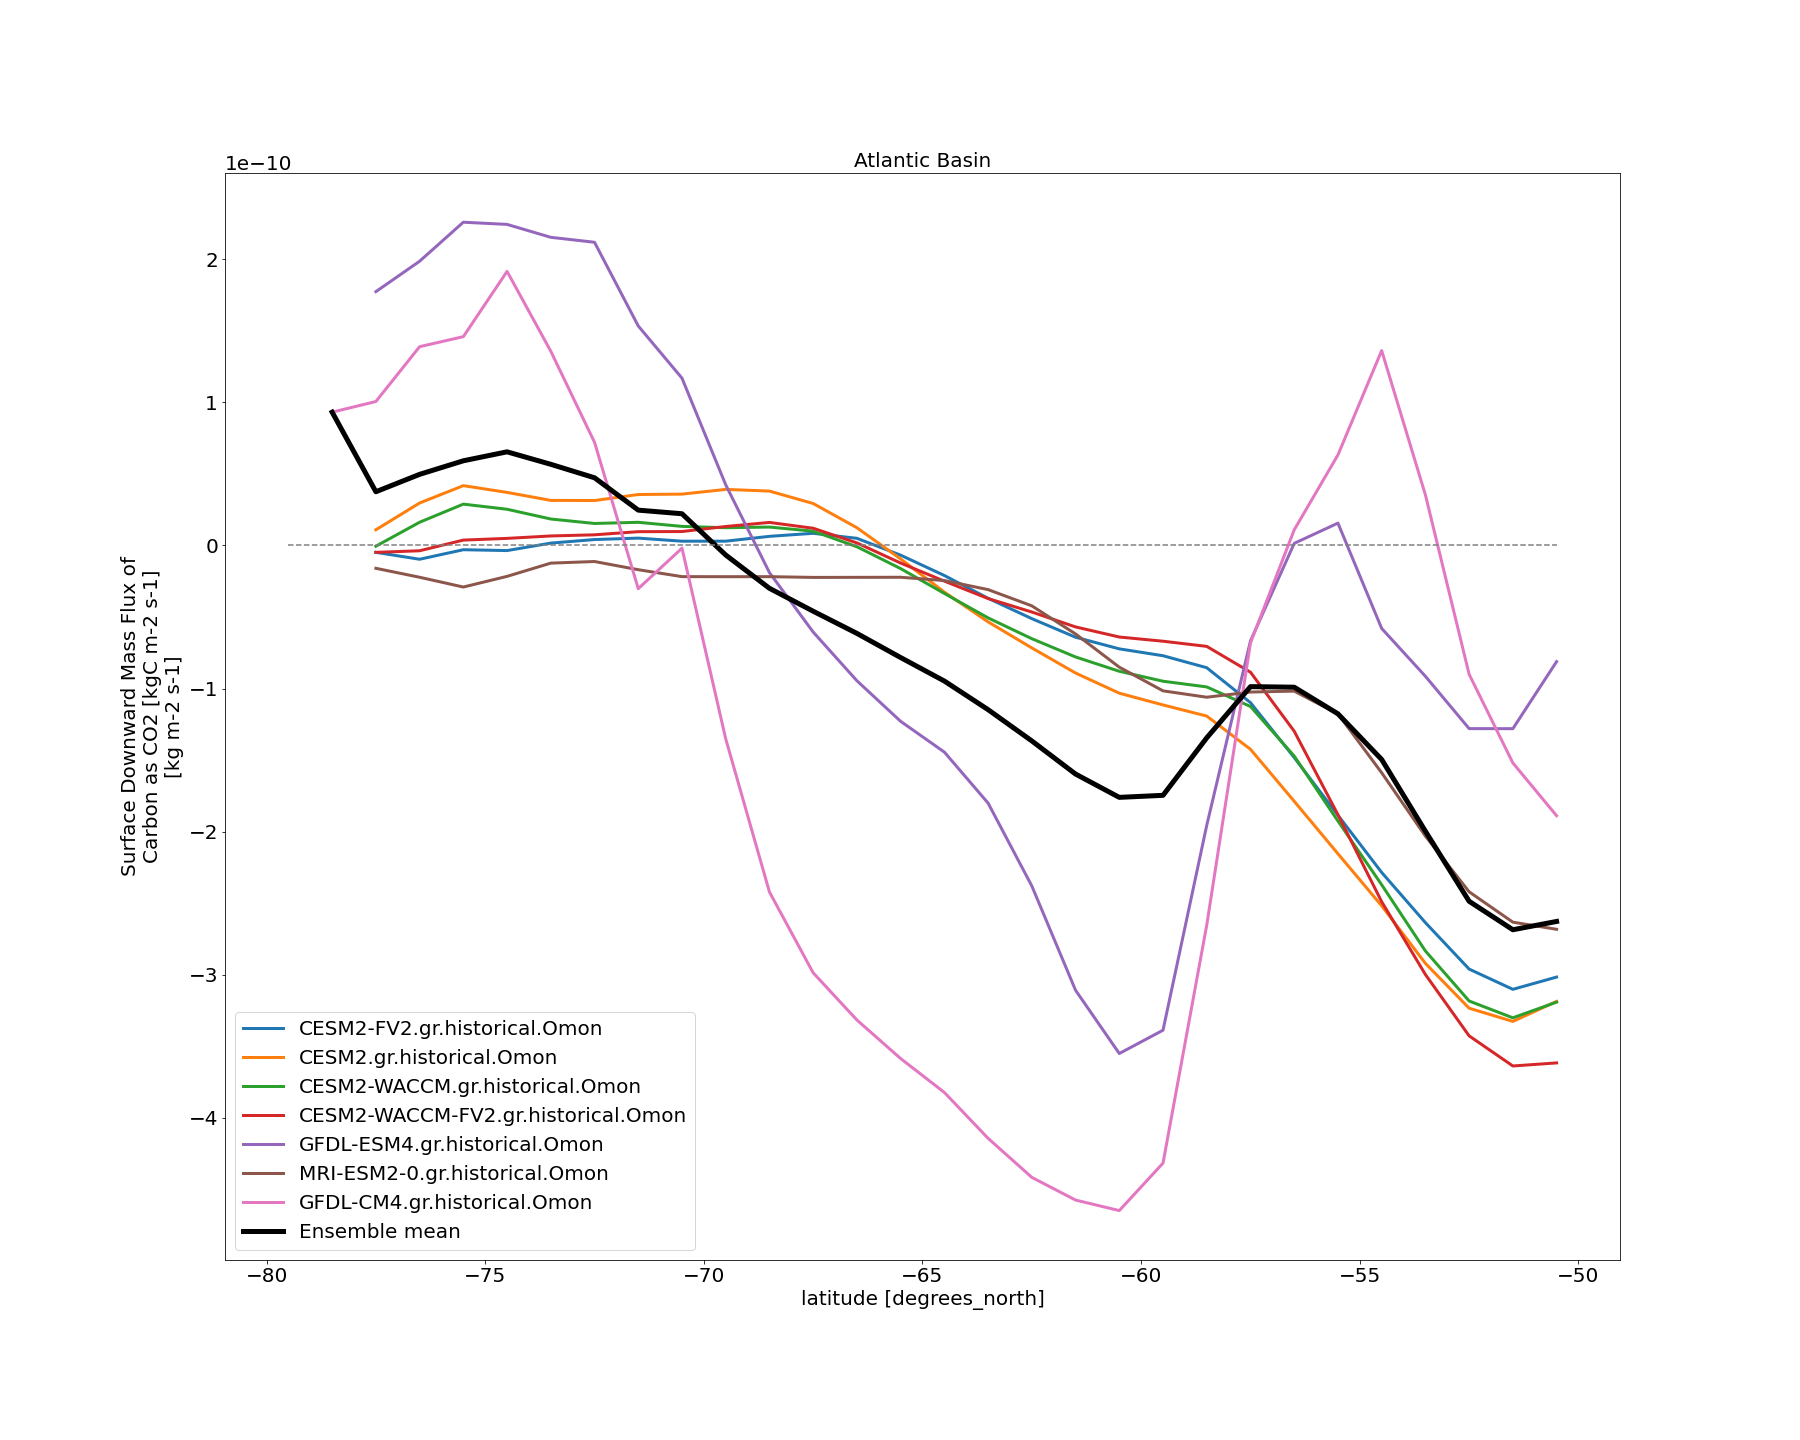 Atlantic Basin
1e−10
2
1
0
−1
−2
−3
−4
Surface Downward Mass Flux of
Carbon as CO2 [kgC m-2 s-1]
[kg m-2 s-1]
CESM2-FV2.gr.historical.Omon
CESM2.gr.historical.Omon
CESM2-WACCM.gr.historical.Omon
CESM2-WACCM-FV2.gr.historical.Omon
GFDL-ESM4.gr.historical.Omon
MRI-ESM2-0.gr.historical.Omon
GFDL-CM4.gr.historical.Omon
Ensemble mean
−80 −75 −70 −65 −60 −55 −50
latitude [degrees_north]